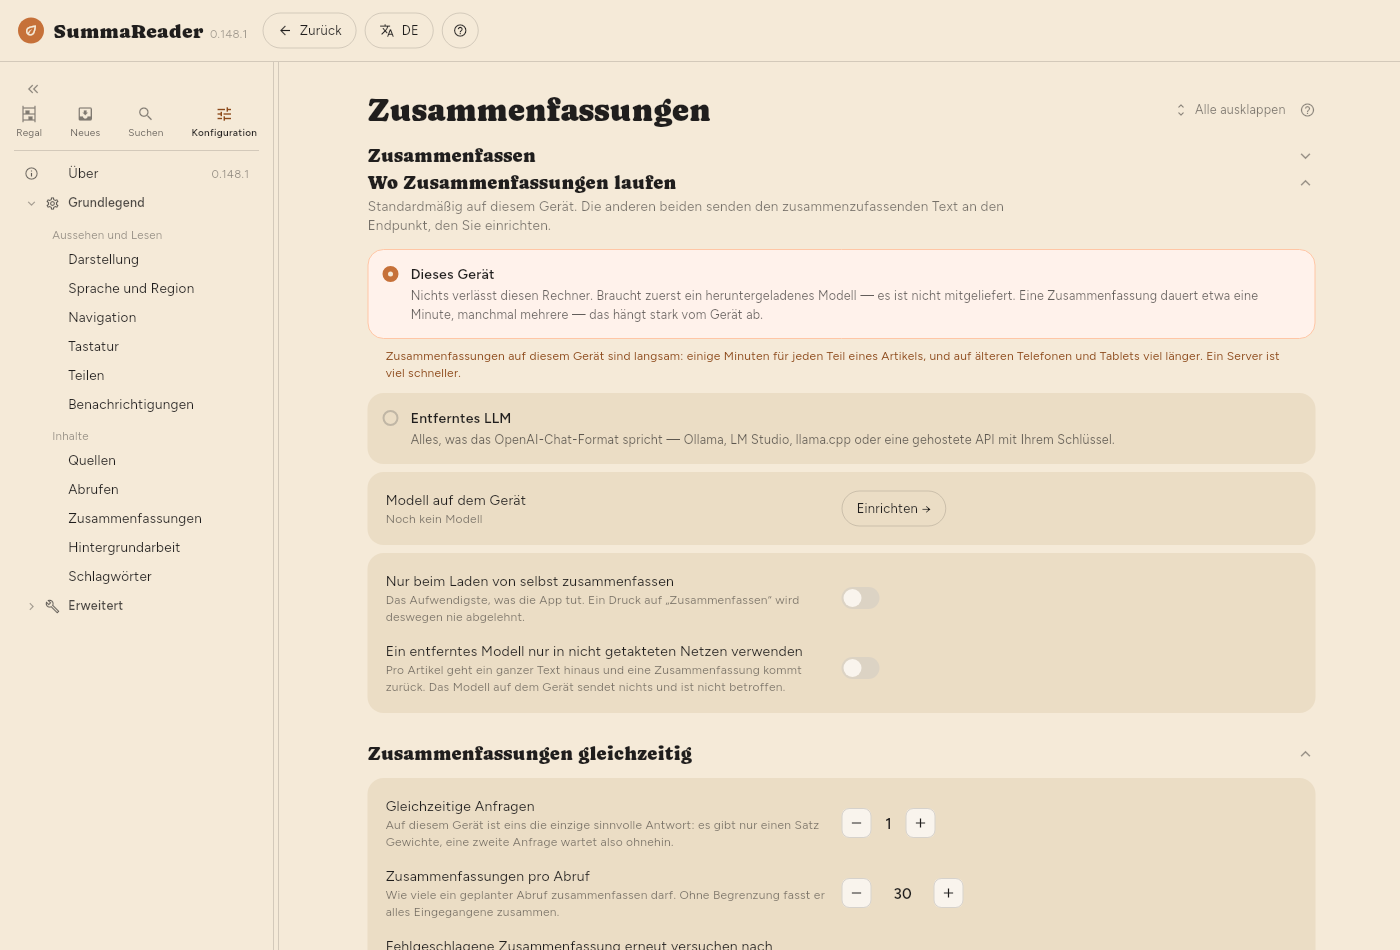 SummaReader 0.148.1
Zurück
DE
Regal
Neues
Suchen
Konfiguration
Über 0.148.1
Grundlegend
Aussehen und Lesen
Darstellung
Sprache und Region
Navigation
Tastatur
Teilen
Benachrichtigungen
Inhalte
Quellen
Abrufen
Zusammenfassungen
Hintergrundarbeit
Schlagwörter
Erweitert
Zusammenfassungen
Alle ausklappen
Zusammenfassen
Wo Zusammenfassungen laufen
Standardmäßig auf diesem Gerät. Die anderen beiden senden den zusammenzufassenden Text an den
Endpunkt, den Sie einrichten.
Dieses Gerät
Nichts verlässt diesen Rechner. Braucht zuerst ein heruntergeladenes Modell — es ist nicht mitgeliefert. Eine Zusammenfassung dauert etwa eine
Minute, manchmal mehrere — das hängt stark vom Gerät ab.
Zusammenfassungen auf diesem Gerät sind langsam: einige Minuten für jeden Teil eines Artikels, und auf älteren Telefonen und Tablets viel länger. Ein Server ist
viel schneller.
Entferntes LLM
Alles, was das OpenAI-Chat-Format spricht — Ollama, LM Studio, llama.cpp oder eine gehostete API mit Ihrem Schlüssel.
Modell auf dem Gerät
Noch kein Modell
Einrichten →
Nur beim Laden von selbst zusammenfassen
Das Aufwendigste, was die App tut. Ein Druck auf „Zusammenfassen“ wird
deswegen nie abgelehnt.
Ein entferntes Modell nur in nicht getakteten Netzen verwenden
Pro Artikel geht ein ganzer Text hinaus und eine Zusammenfassung kommt
zurück. Das Modell auf dem Gerät sendet nichts und ist nicht betroffen.
Zusammenfassungen gleichzeitig
Gleichzeitige Anfragen
Auf diesem Gerät ist eins die einzige sinnvolle Antwort: es gibt nur einen Satz
Gewichte, eine zweite Anfrage wartet also ohnehin.
− 1 +
Zusammenfassungen pro Abruf
Wie viele ein geplanter Abruf zusammenfassen darf. Ohne Begrenzung fasst er
alles Eingegangene zusammen.
− 30 +
Fehlgeschlagene Zusammenfassung erneut versuchen nach